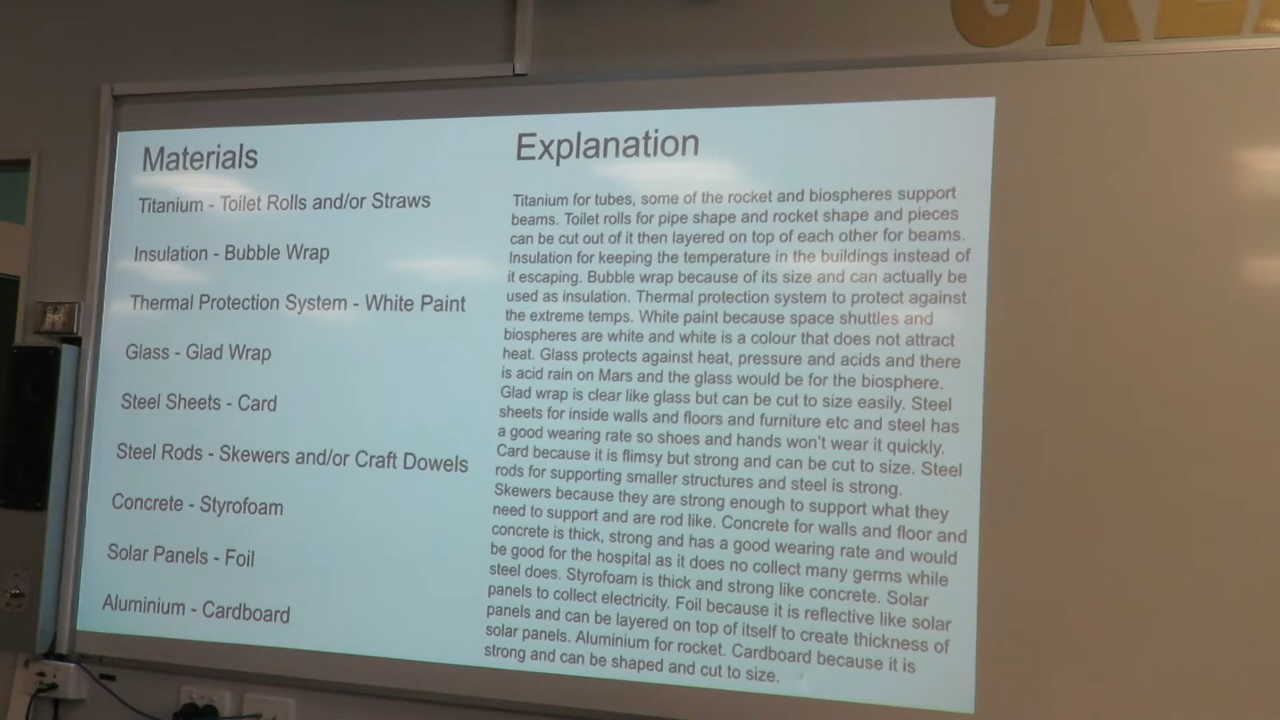 GREA
Materials
Titanium - Toilet Rolls and/or Straws
Insulation - Bubble Wrap
Thermal Protection System - White Paint
Glass - Glad Wrap
Steel Sheets - Card
Steel Rods - Skewers and/or Craft Dowels
Concrete - Styrofoam
Solar Panels - Foil
Aluminium - Cardboard
Explanation
Titanium for tubes, some of the rocket and biospheres support
beams. Toilet rolls for pipe shape and rocket shape and pieces
can be cut out of it then layered on top of each other for beams.
Insulation for keeping the temperature in the buildings instead of
it escaping. Bubble wrap because of its size and can actually be
used as insulation. Thermal protection system to protect against
the extreme temps. White paint because space shuttles and
biospheres are white and white is a colour that does not attract
heat. Glass protects against heat, pressure and acids and there
is acid rain on Mars and the glass would be for the biosphere.
Glad wrap is clear like glass but can be cut to size easily. Steel
sheets for inside walls and floors and furniture etc and steel has
a good wearing rate so shoes and hands won't wear it quickly.
Card because it is flimsy but strong and can be cut to size. Steel
rods for supporting smaller structures and steel is strong.
Skewers because they are strong enough to support what they
need to support and are rod like. Concrete for walls and floor and
concrete is thick, strong and has a good wearing rate and would
be good for the hospital as it does no collect many germs while
steel does. Styrofoam is thick and strong like concrete. Solar
panels to collect electricity. Foil because it is reflective like solar
panels and can be layered on top of itself to create thickness of
solar panels. Aluminium for rocket. Cardboard because it is
strong and can be shaped and cut to size.